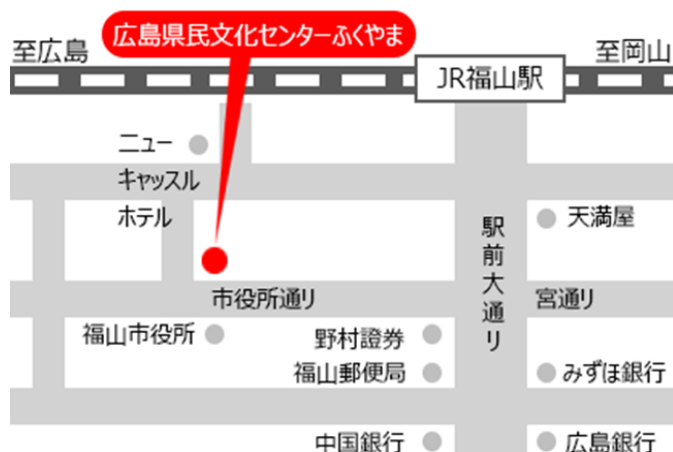 広島県民文化センターふくやま
至広島
至岡山
JR福山駅
ニュー
キャッスル
ホテル
天満屋
駅前大通り
市役所通り
宮通り
福山市役所
野村證券
福山郵便局
みずほ銀行
中国銀行
広島銀行